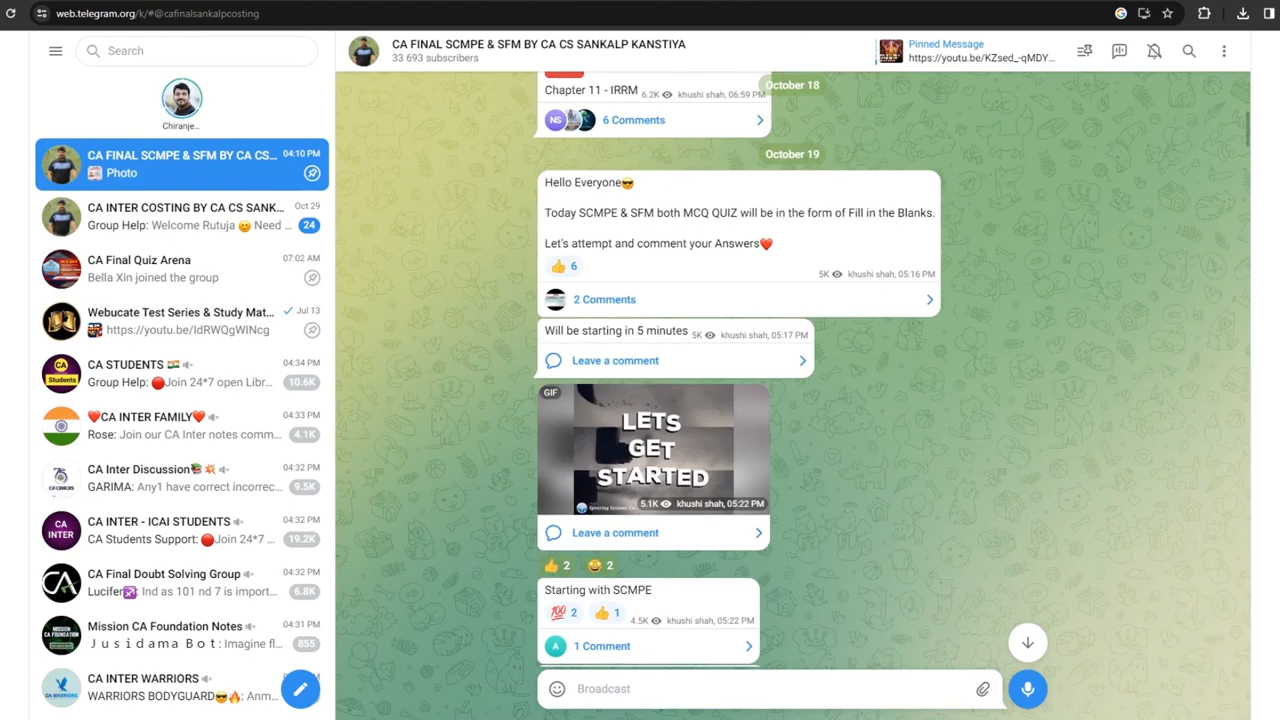 web.telegram.org/k/#@cafinalsankalpcosting
Search
Chiranje...
CA FINAL SCMPE & SFM BY CA CS... 04:10 PM
Photo
CA INTER COSTING BY CA CS SANK... Oct 29
Group Help: Welcome Rutuja 😊 Need ... 24
CA Final Quiz Arena 07:02 AM
Bella Xin joined the group
Webucate Test Series & Study Mat... Jul 13
https://youtu.be/IdRWQgWINcg
CA STUDENTS 🇮🇳 04:34 PM
Group Help: 🔴Join 24*7 open Libr... 10.6K
❤️CA INTER FAMILY❤️ 04:33 PM
Rose: Join our CA Inter notes comm... 4.1K
CA Inter Discussion📚💥 04:32 PM
GARIMA: Any1 have correct incorrec... 9.5K
CA INTER - ICAI STUDENTS 04:32 PM
CA Students Support: 🔴Join 24*7 ... 19.2K
CA Final Doubt Solving Group 04:32 PM
Lucifer♐: Ind as 101 nd 7 is import... 6.8K
Mission CA Foundation Notes 04:31 PM
Jusidama Bot: Imagine fl... 855
CA INTER WARRIORS 04:31 PM
WARRIORS BODYGUARD😎🔥: Anm...
CA
Students
CA
INTER
CA FINAL SCMPE & SFM BY CA CS SANKALP KANSTIYA
33 693 subscribers
Pinned Message
https://youtu.be/KZsed_-qMDY...
October 18
Chapter 11 - IRRM 6.2K khushi shah, 06:59 PM
NS 6 Comments
October 19
Hello Everyone😎
Today SCMPE & SFM both MCQ QUIZ will be in the form of Fill in the Blanks.
Let's attempt and comment your Answers❤️
👍 6
5K khushi shah, 05:16 PM
2 Comments
Will be starting in 5 minutes 5K khushi shah, 05:17 PM
Leave a comment
GIF
LETS
GET
STARTED
5.1K khushi shah, 05:22 PM
Leave a comment
👍 2 🤩 2
Starting with SCMPE
💯 2 👍 1 4.5K khushi shah, 05:22 PM
A 1 Comment
Broadcast